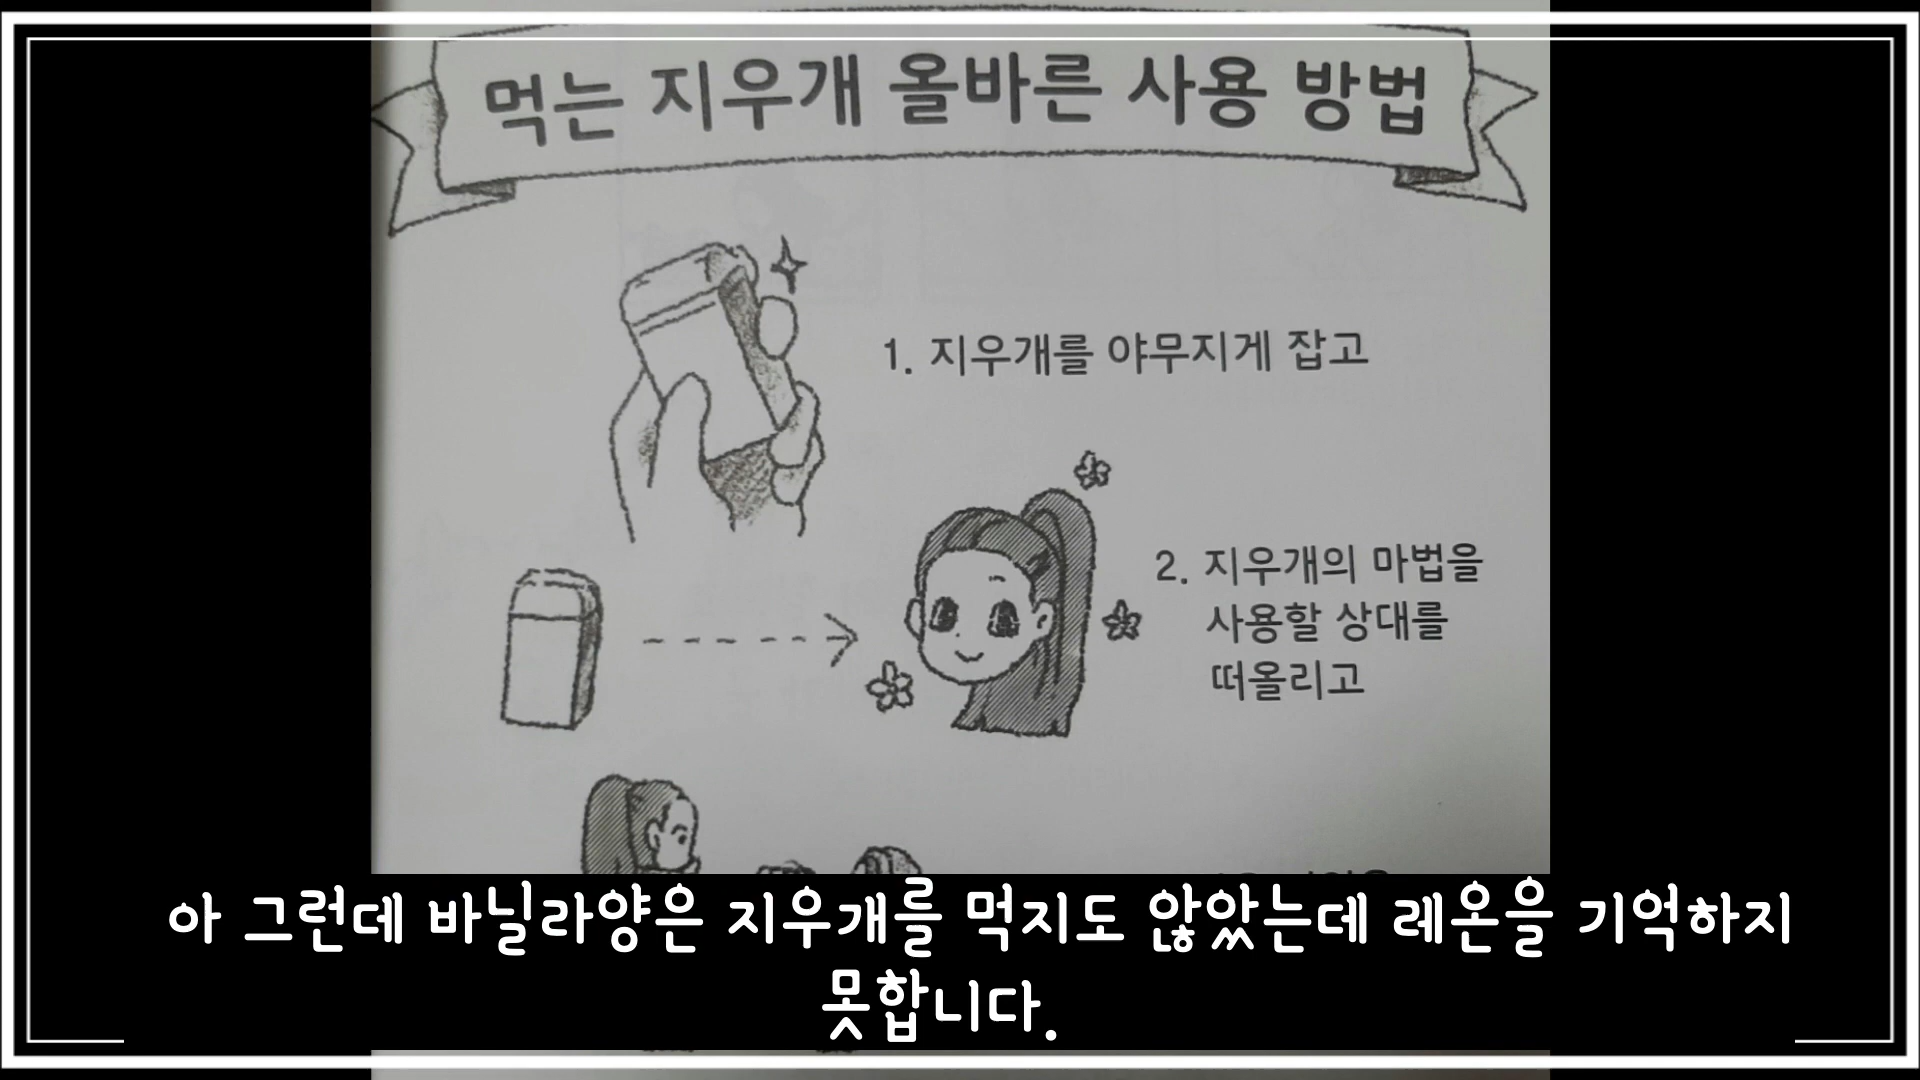 먹는 지우개 올바른 사용 방법
1. 지우개를 야무지게 잡고
2. 지우개의 마법을
사용할 상대를
떠올리고
아 그런데 바닐라양은 지우개를 먹지도 않았는데 레온을 기억하지
못합니다.